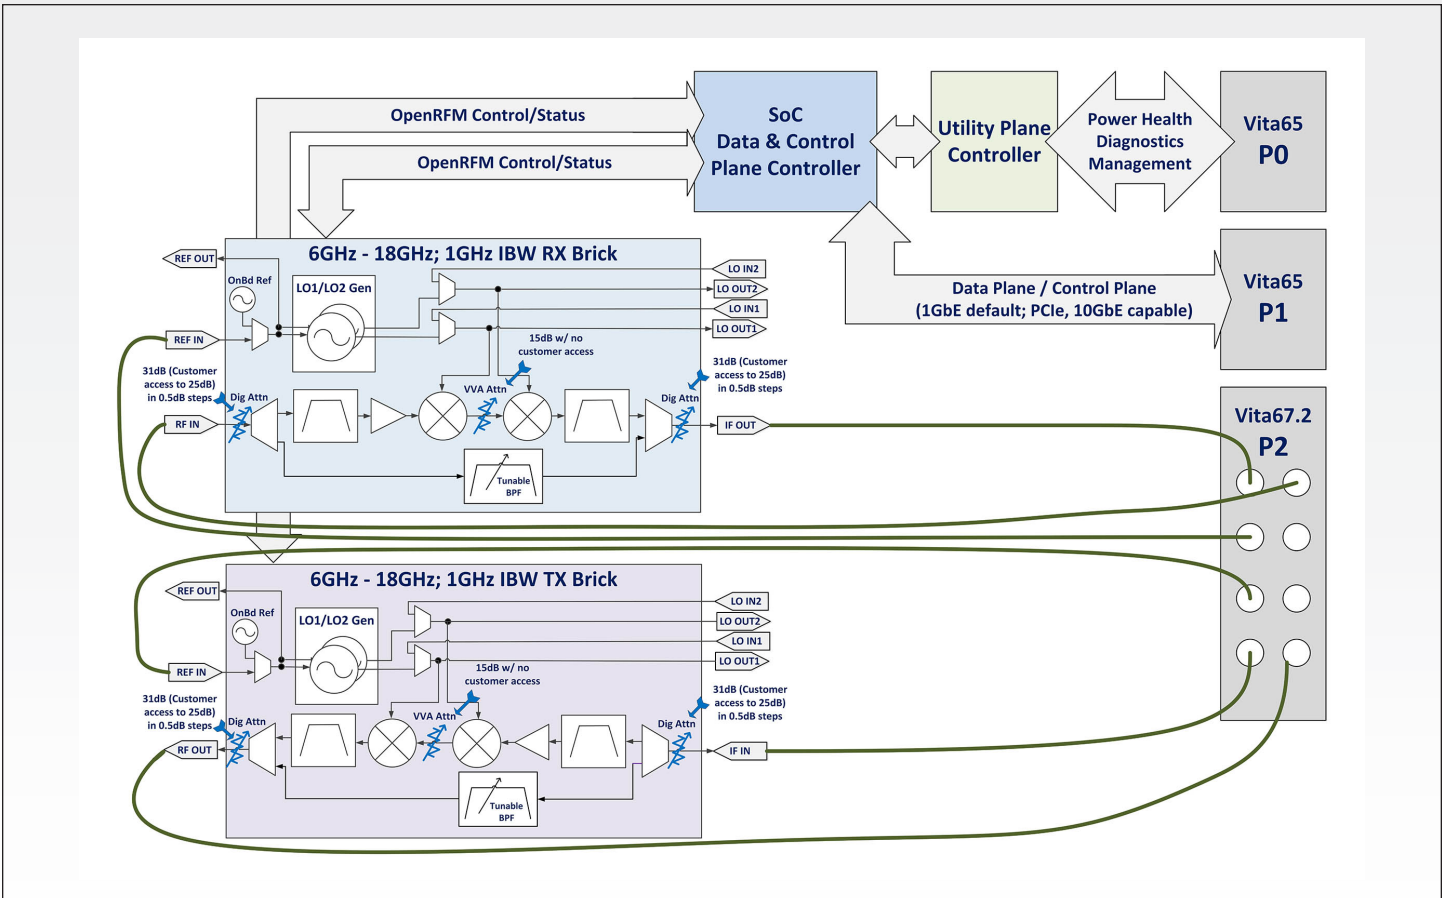 OpenRFM Control/Status
OpenRFM Control/Status
SoC
Data & Control
Plane Controller
Utility Plane
Controller
Power Health
Diagnostics
Management
Vita65
P0
Data Plane / Control Plane
(1GbE default; PCIe, 10GbE capable)
Vita65
P1
Vita67.2
P2
6GHz - 18GHz; 1GHz IBW RX Brick
REF OUT
OnBd Ref
LO1/LO2 Gen
LO IN2
LO OUT2
LO IN1
LO OUT1
REF IN
15dB w/ no
customer access
31dB (Customer
access to 25dB)
in 0.5dB steps
Dig Attn
VVA Attn
31dB (Customer
access to 25dB)
in 0.5dB steps
Dig Attn
RF IN
IF OUT
Tunable
BPF
6GHz - 18GHz; 1GHz IBW TX Brick
REF OUT
OnBd Ref
LO1/LO2 Gen
LO IN2
LO OUT2
LO IN1
LO OUT1
REF IN
15dB w/ no
customer access
31dB (Customer
access to 25dB)
in 0.5dB steps
Dig Attn
VVA Attn
31dB (Customer
access to 25dB)
in 0.5dB steps
Dig Attn
RF OUT
IF IN
Tunable
BPF